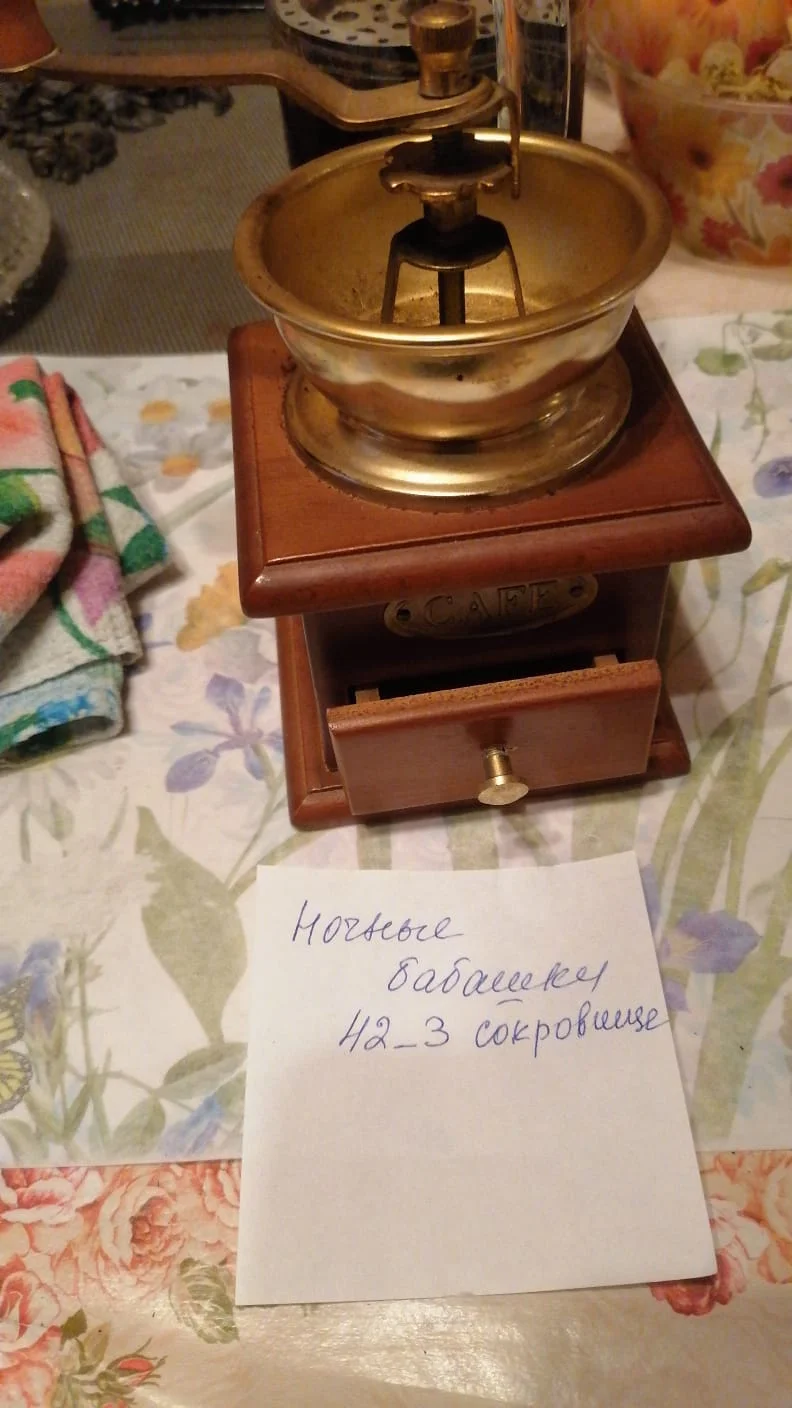 CAFE
Ночные
бабашки
42_3 сокровище